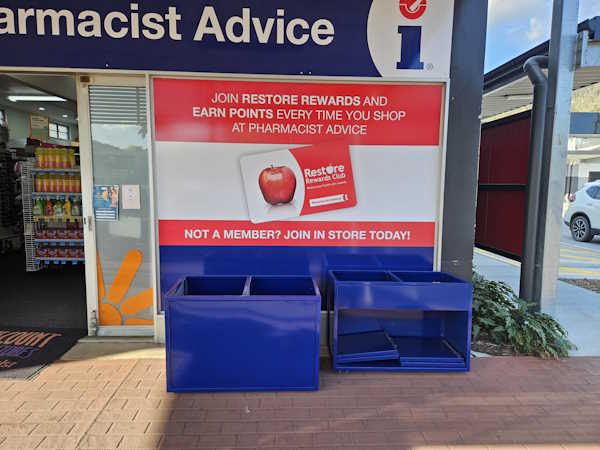 armacist Advice
i
®
JOIN RESTORE REWARDS AND
EARN POINTS EVERY TIME YOU SHOP
AT PHARMACIST ADVICE
Restore
Rewards Club
NOT A MEMBER? JOIN IN STORE TODAY!
COUNT